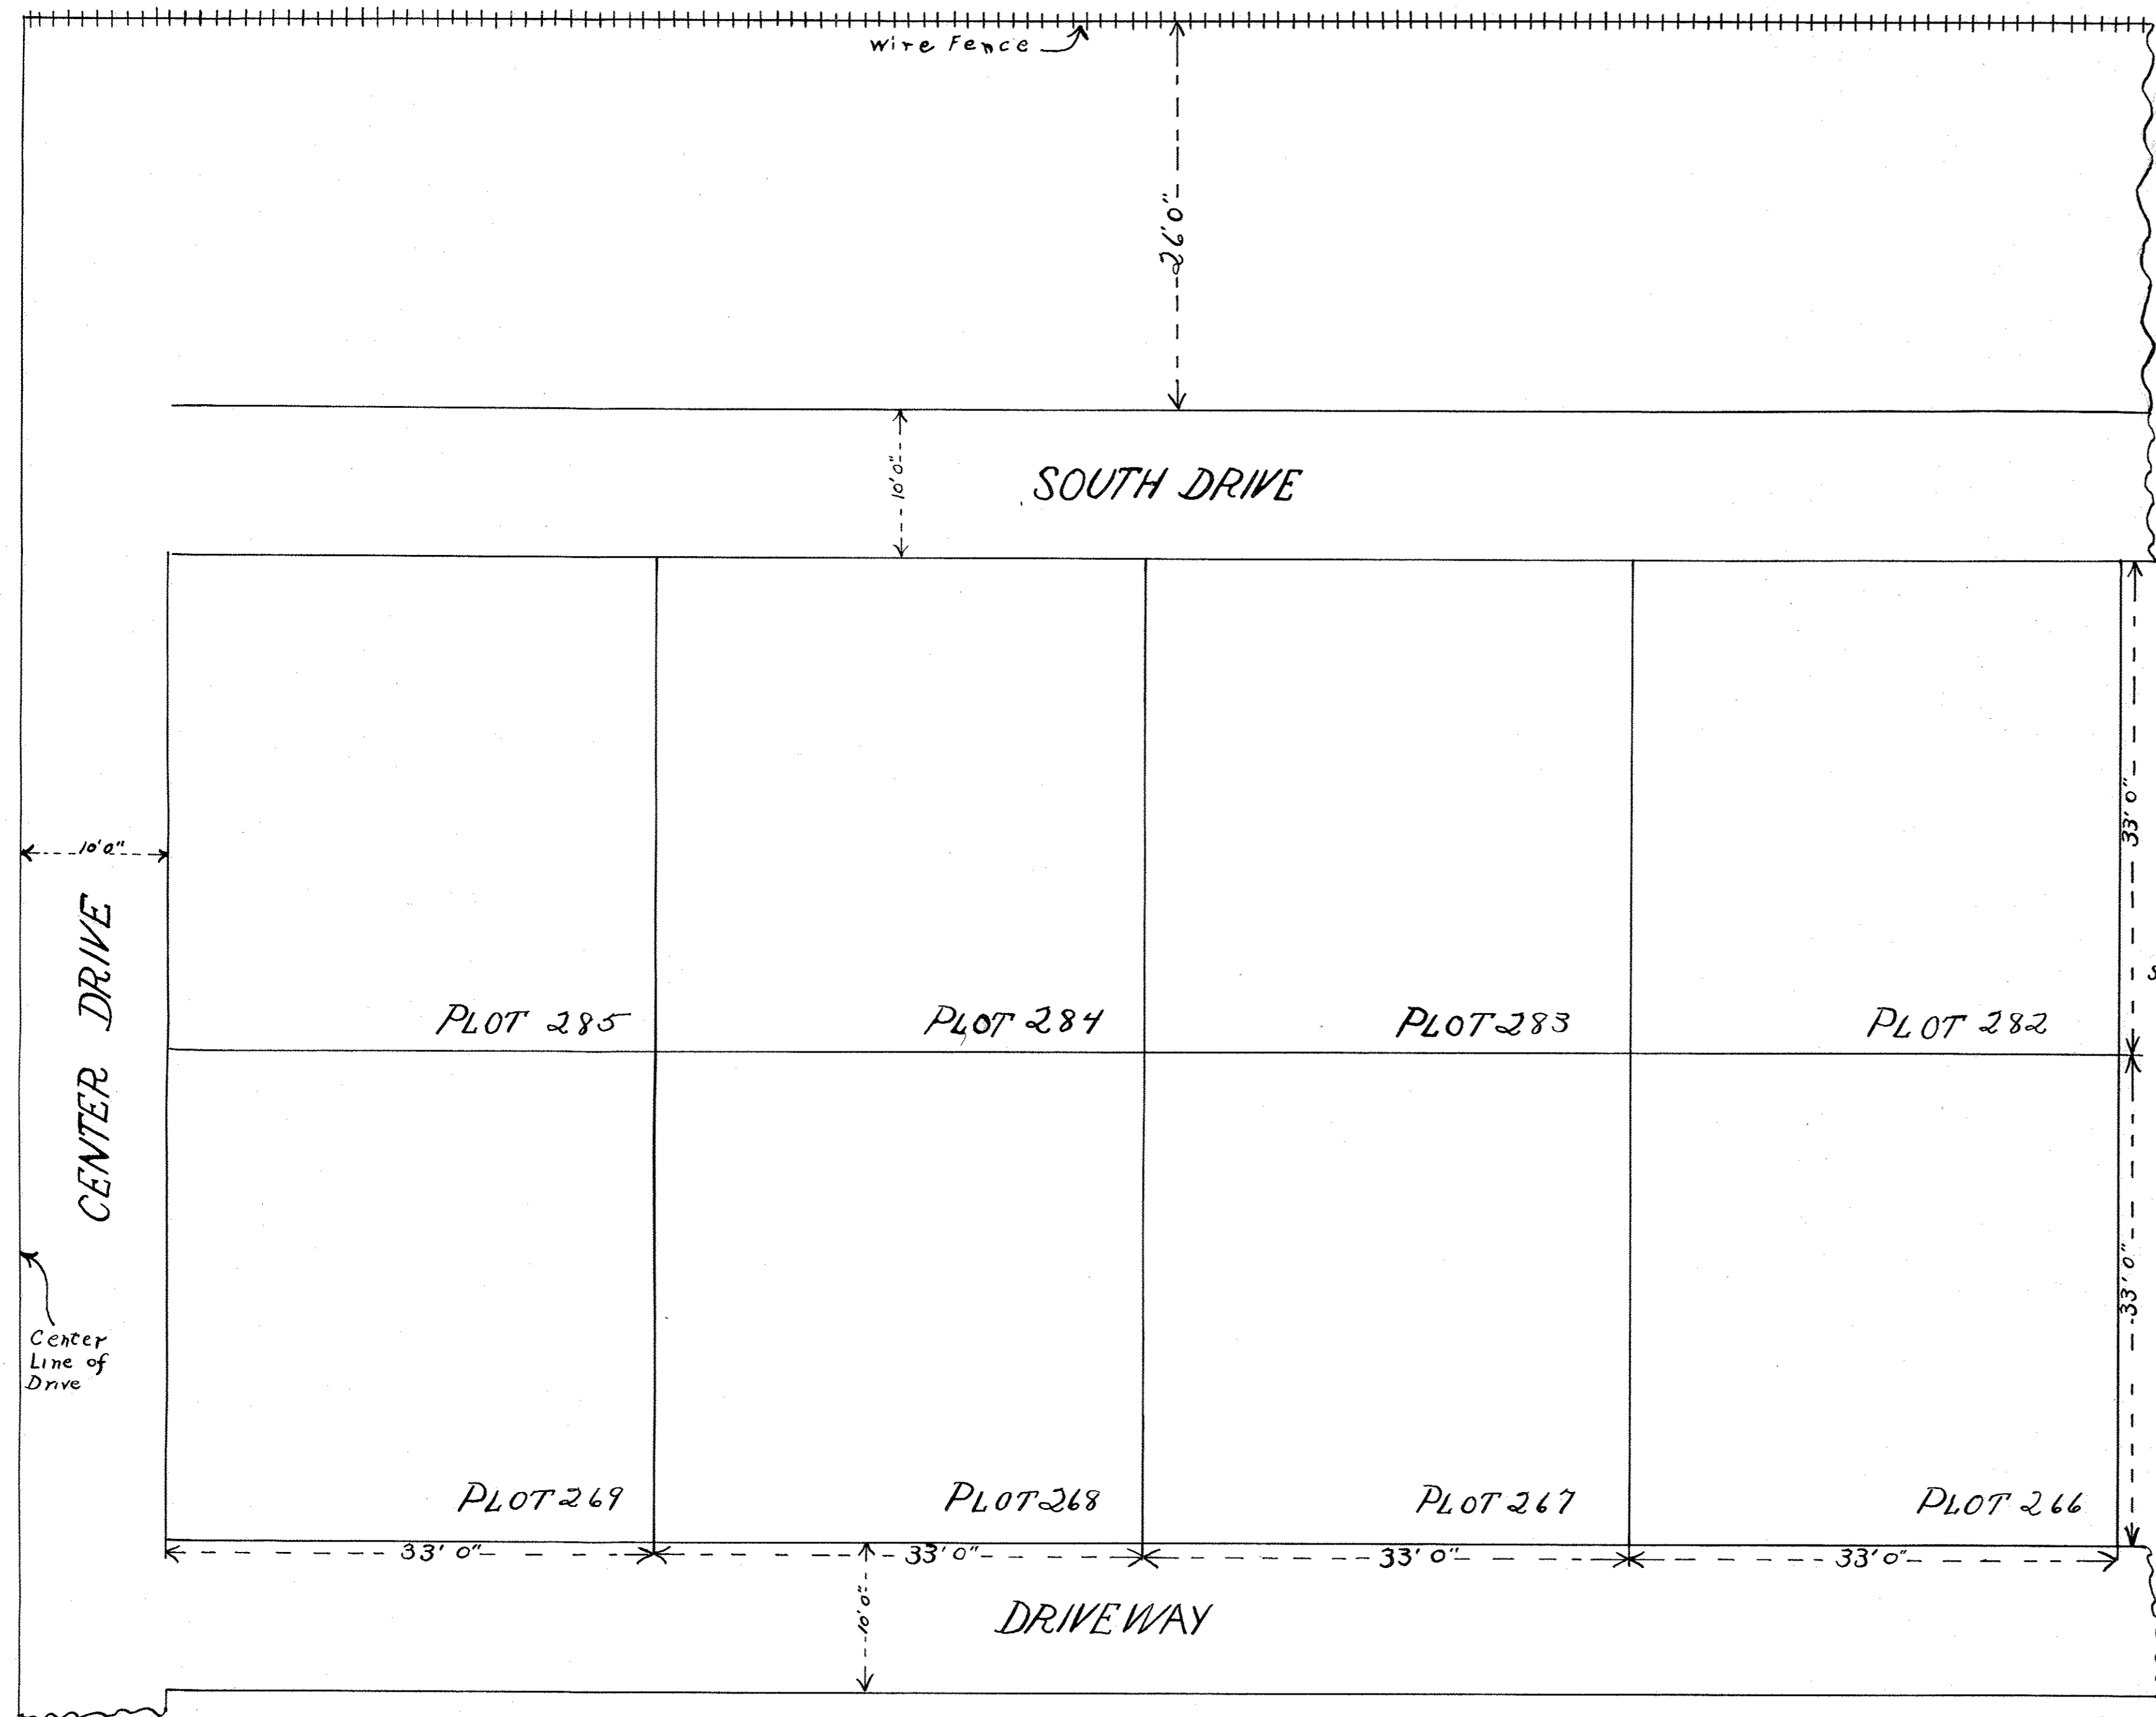 Wire Fence
26'0"
10'0"
SOUTH DRIVE
33'0"
10'0"
CENTER DRIVE
PLOT 285
PLOT 284
PLOT 283
PLOT 282
33'0"
Center
Line of
Drive
PLOT 269
PLOT 268
PLOT 267
PLOT 266
33'0"
33'0"
33'0"
33'0"
10'0"
DRIVEWAY